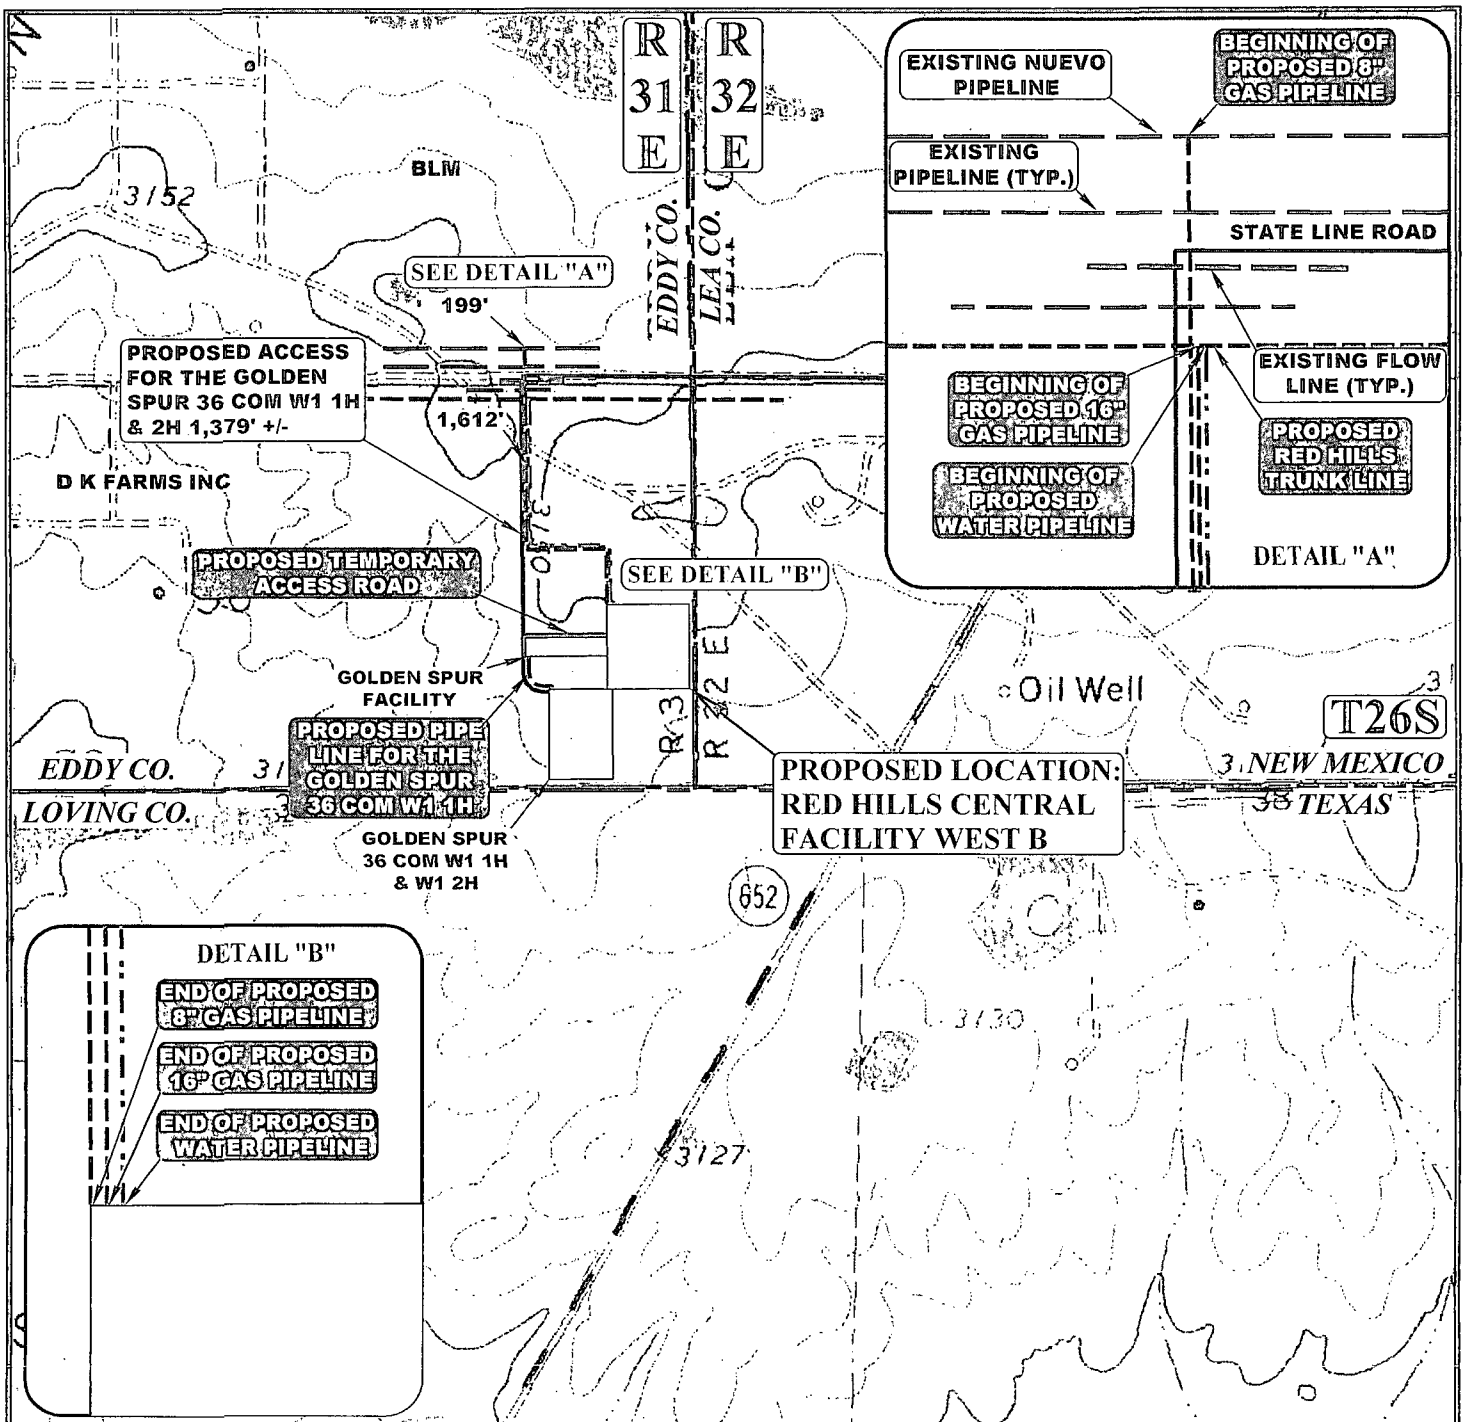 R
31
E
R
32
E
EDDY CO.
LEA CO.
BLM
3152
SEE DETAIL "A"
199'
PROPOSED ACCESS
FOR THE GOLDEN
SPUR 36 COM W1 1H
& 2H 1,379' +/-
1,612'
D K FARMS INC
PROPOSED TEMPORARY
ACCESS ROAD
SEE DETAIL "B"
GOLDEN SPUR
FACILITY
PROPOSED PIPE
LINE FOR THE
GOLDEN SPUR
36 COM W1 1H
GOLDEN SPUR
36 COM W1 1H
& W1 2H
EDDY CO.
LOVING CO.
31
R 32 E
Oil Well
T26S
NEW MEXICO
TEXAS
PROPOSED LOCATION:
RED HILLS CENTRAL
FACILITY WEST B
652
3130
3127
EXISTING NUEVO
PIPELINE
BEGINNING OF
PROPOSED 8"
GAS PIPELINE
EXISTING
PIPELINE (TYP.)
STATE LINE ROAD
BEGINNING OF
PROPOSED 16"
GAS PIPELINE
EXISTING FLOW
LINE (TYP.)
BEGINNING OF
PROPOSED
WATER PIPELINE
PROPOSED
RED HILLS
TRUNK LINE
DETAIL "A"
DETAIL "B"
END OF PROPOSED
8" GAS PIPELINE
END OF PROPOSED
16" GAS PIPELINE
END OF PROPOSED
WATER PIPELINE